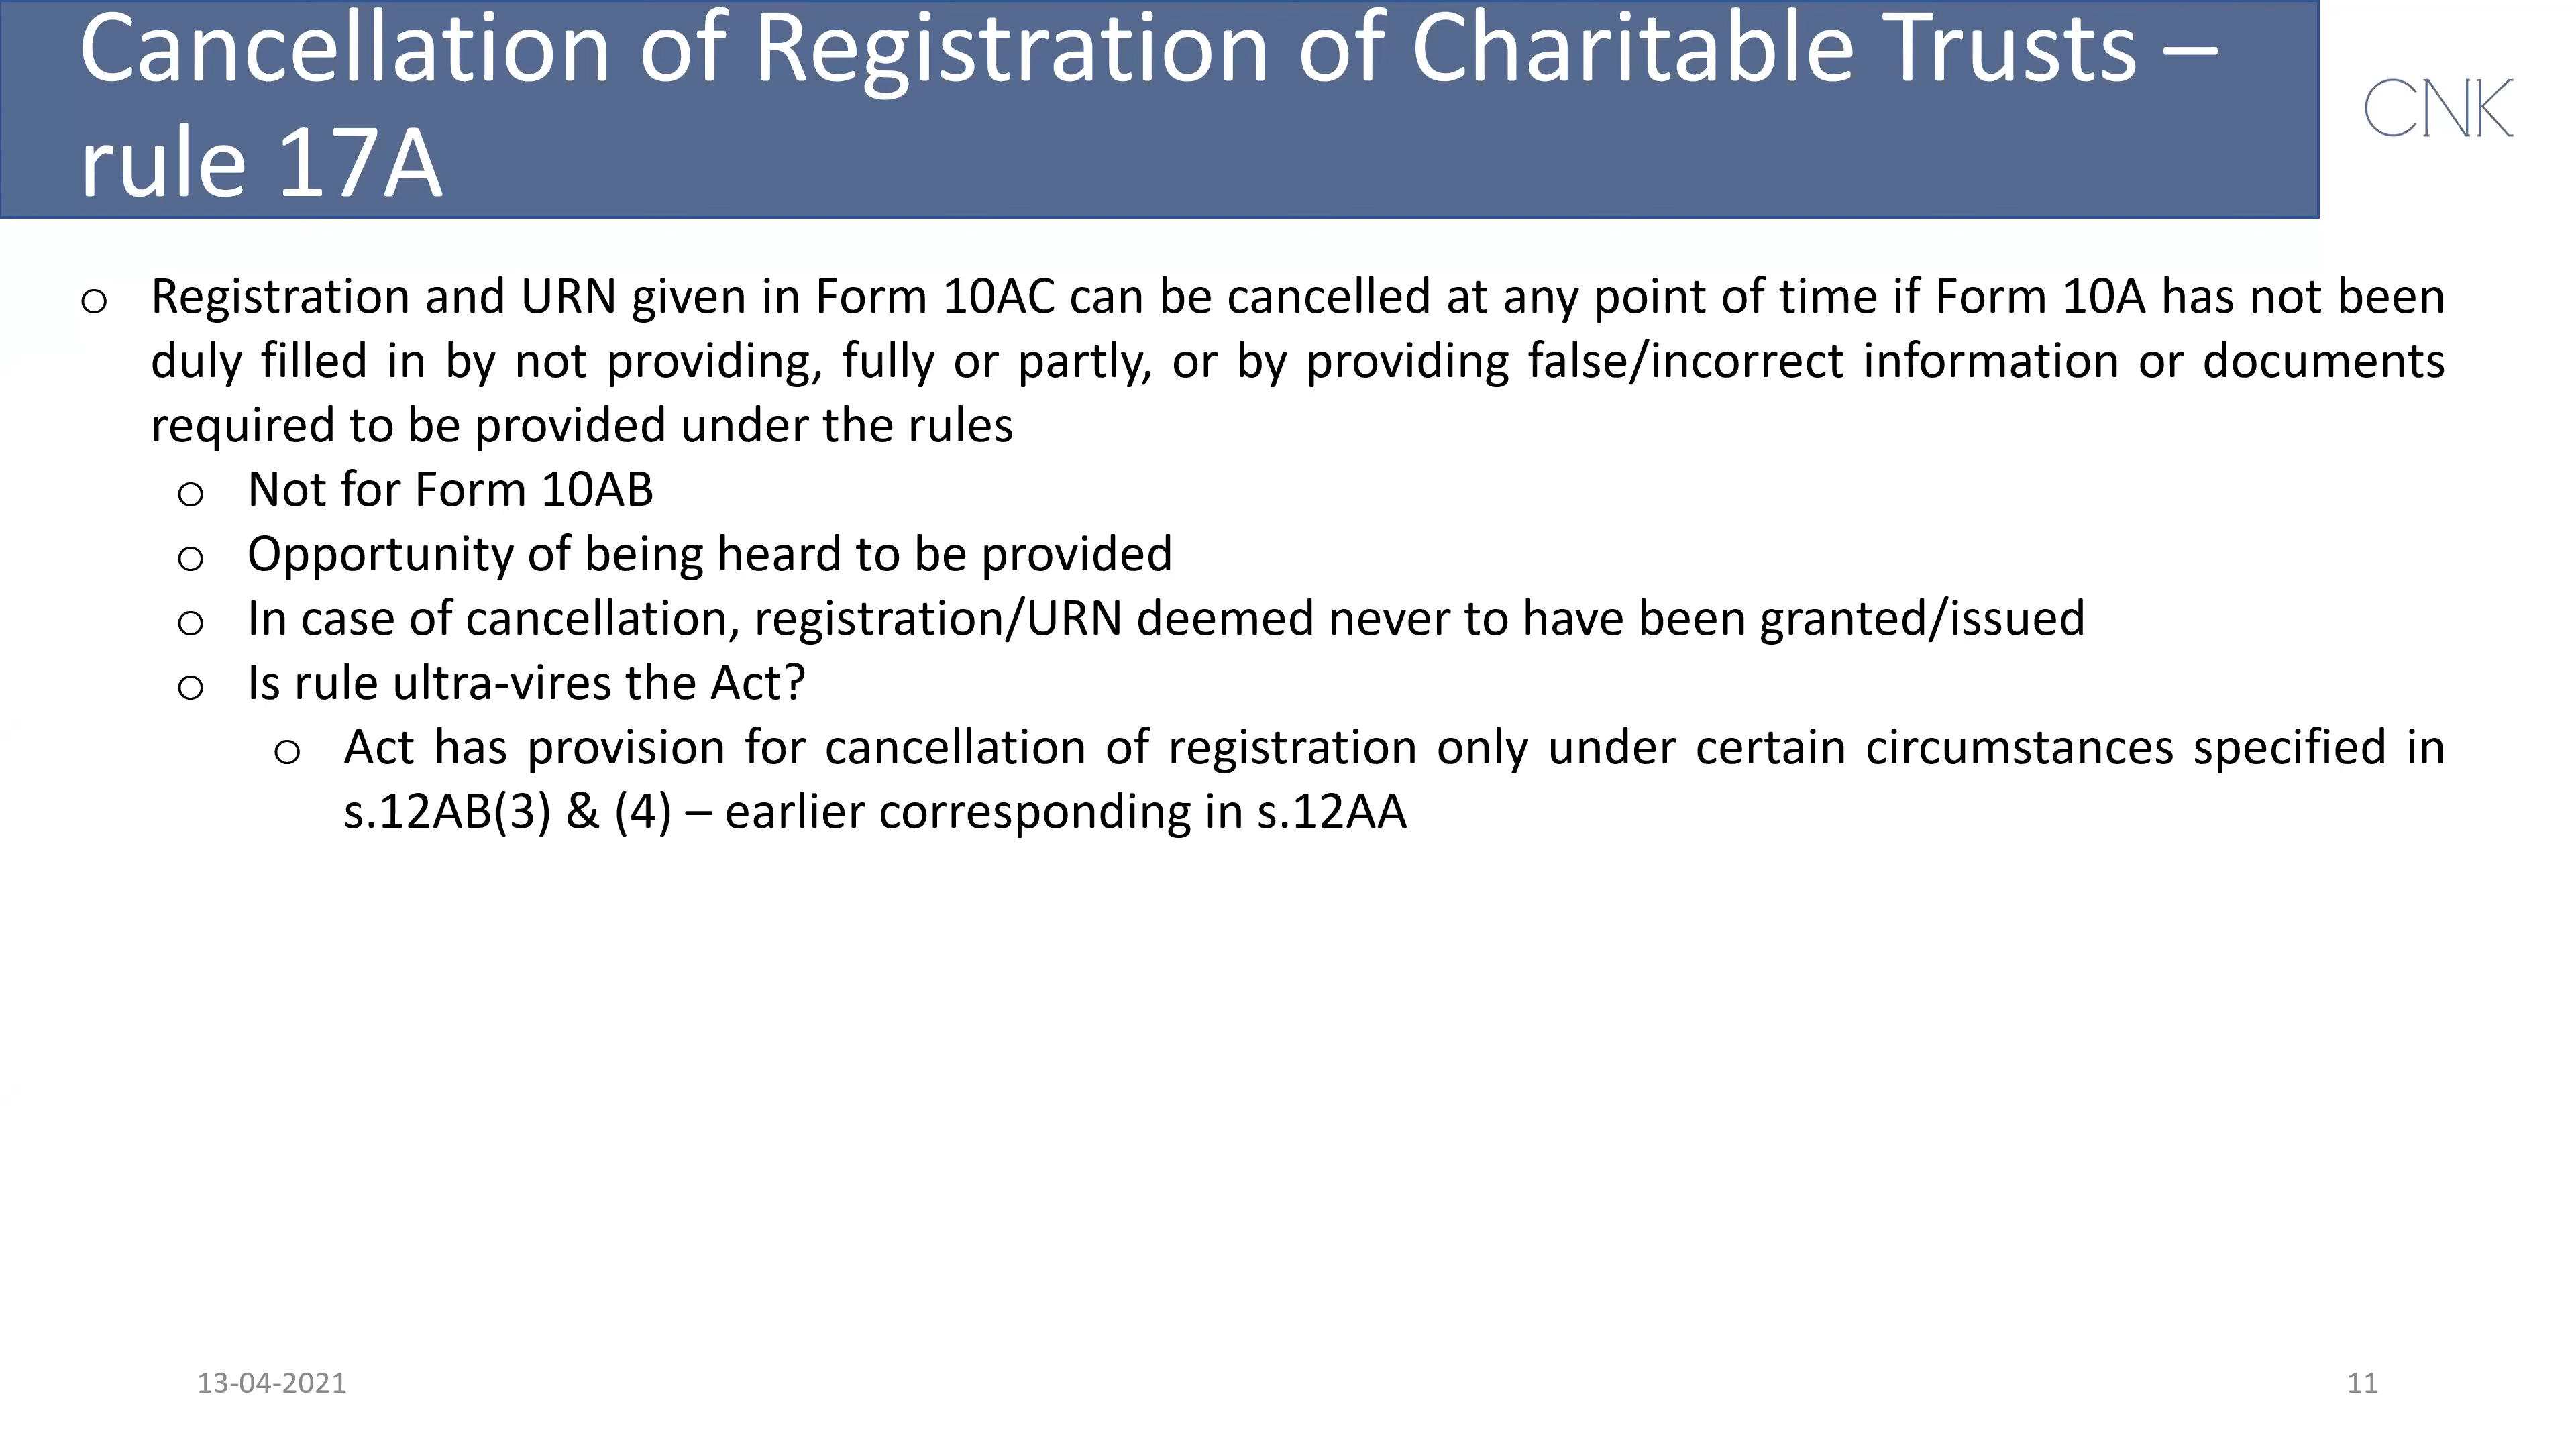 Cancellation of Registration of Charitable Trusts –
rule 17A
CNK
o Registration and URN given in Form 10AC can be cancelled at any point of time if Form 10A has not been
duly filled in by not providing, fully or partly, or by providing false/incorrect information or documents
required to be provided under the rules
o Not for Form 10AB
o Opportunity of being heard to be provided
o In case of cancellation, registration/URN deemed never to have been granted/issued
o Is rule ultra-vires the Act?
o Act has provision for cancellation of registration only under certain circumstances specified in
s.12AB(3) & (4) – earlier corresponding in s.12AA
13-04-2021
11